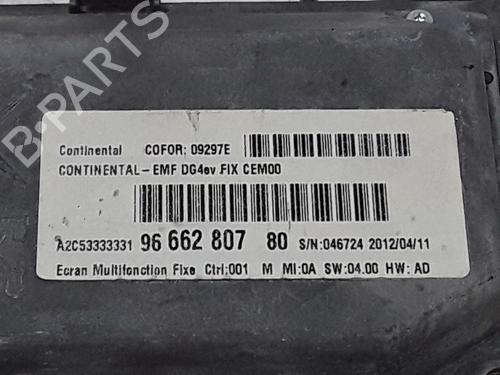 B-PARTS
Continental COFOR: 09297E
CONTINENTAL-EMF DG4ev FIX CEM00
A2C53333331 96 662 807 80 S/N:046724 2012/04/11
Ecran Multifonction Fixe Ctrl:001 M MI:0A SW:04.00 HW: AD